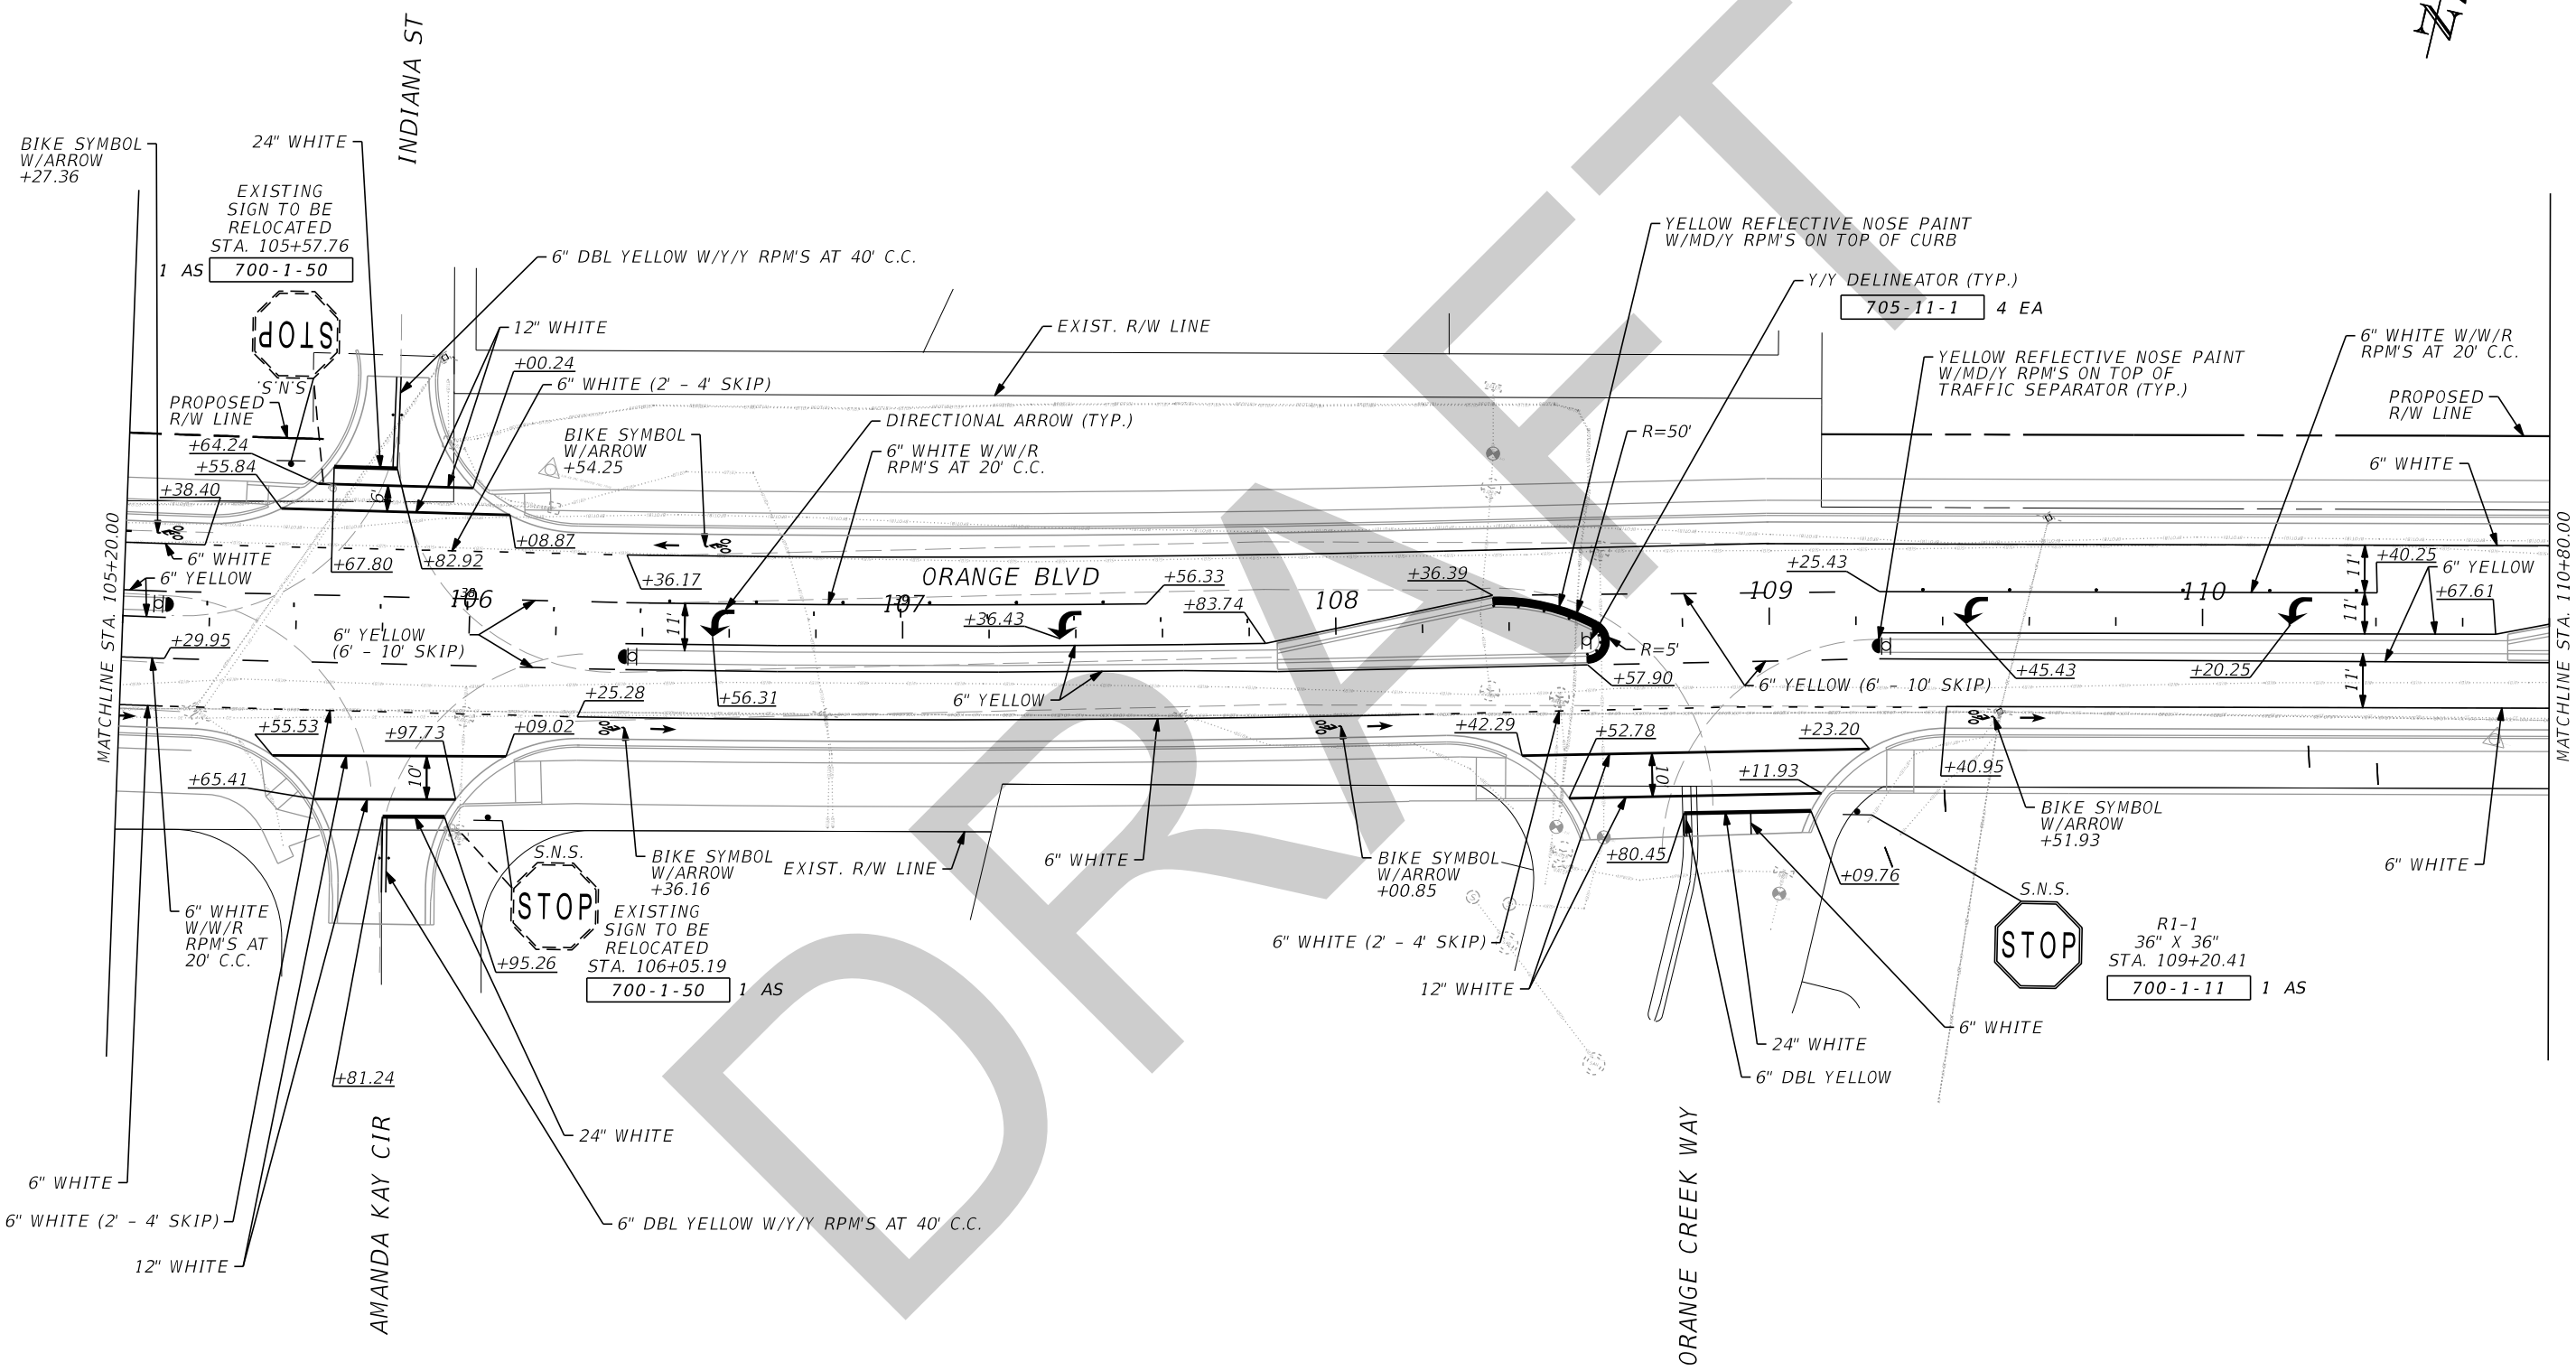 N
INDIANA ST
BIKE SYMBOL
W/ARROW
+27.36
24" WHITE
EXISTING
SIGN TO BE
RELOCATED
STA. 105+57.76
1 AS
700-1-50
STOP
S.N.S.
6" DBL YELLOW W/Y/Y RPM'S AT 40' C.C.
12" WHITE
+00.24
6" WHITE (2' – 4' SKIP)
EXIST. R/W LINE
YELLOW REFLECTIVE NOSE PAINT
W/MD/Y RPM'S ON TOP OF CURB
Y/Y DELINEATOR (TYP.)
705-11-1
4 EA
YELLOW REFLECTIVE NOSE PAINT
W/MD/Y RPM'S ON TOP OF
TRAFFIC SEPARATOR (TYP.)
6" WHITE W/W/R
RPM'S AT 20' C.C.
PROPOSED
R/W LINE
6" WHITE
PROPOSED
R/W LINE
+64.24
+55.84
+38.40
6" WHITE
6" YELLOW
+29.95
6'
+67.80
+82.92
+08.87
BIKE SYMBOL
W/ARROW
+54.25
DIRECTIONAL ARROW (TYP.)
6" WHITE W/W/R
RPM'S AT 20' C.C.
R=50'
MATCHLINE STA. 105+20.00
106
6" YELLOW
(6' – 10' SKIP)
+36.17
11'
ORANGE BLVD
107
+56.33
+83.74
+36.43
+36.39
108
R=5'
+57.90
109
+25.43
110
11'
11'
11'
+40.25
6" YELLOW
+67.61
+45.43
+20.25
MATCHLINE STA. 110+80.00
6" YELLOW (6' – 10' SKIP)
+25.28
+56.31
6" YELLOW
+55.53
+97.73
+09.02
10'
+65.41
+42.29
+52.78
+23.20
10'
+11.93
+40.95
+80.45
+09.76
BIKE SYMBOL
W/ARROW
+51.93
6" WHITE
6" WHITE
W/W/R
RPM'S AT
20' C.C.
S.N.S.
STOP
BIKE SYMBOL
W/ARROW
+36.16
EXISTING
SIGN TO BE
RELOCATED
STA. 106+05.19
700-1-50
1 AS
+95.26
EXIST. R/W LINE
6" WHITE
BIKE SYMBOL
W/ARROW
+00.85
6" WHITE (2' – 4' SKIP)
12" WHITE
S.N.S.
STOP
R1-1
36" X 36"
STA. 109+20.41
700-1-11
1 AS
6" WHITE
24" WHITE
6" DBL YELLOW
+81.24
24" WHITE
6" DBL YELLOW W/Y/Y RPM'S AT 40' C.C.
6" WHITE
6" WHITE (2' – 4' SKIP)
12" WHITE
AMANDA KAY CIR
ORANGE CREEK WAY
DRAFT